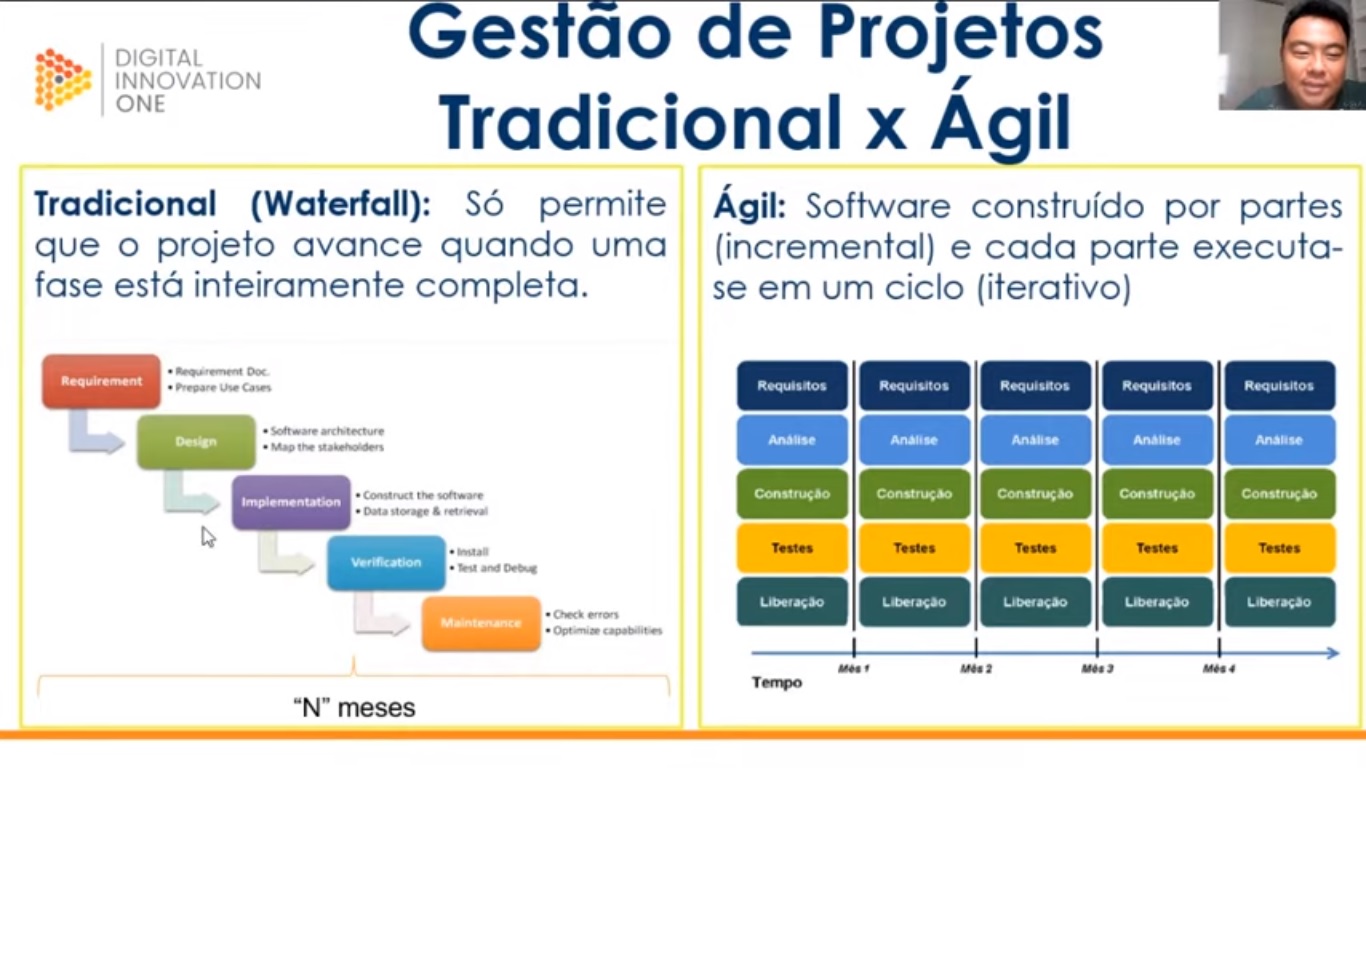 Gestão de Projetos
Tradicional x Ágil
DIGITAL
INNOVATION
ONE
Tradicional (Waterfall): Só permite
que o projeto avance quando uma
fase está inteiramente completa.
Requirement
• Requirement Doc.
• Prepare Use Cases
Design
• Software architecture
• Map the stakeholders
Implementation
• Construct the software
• Data storage & retrieval
Verification
• Install
• Test and Debug
Maintenance
• Check errors
• Optimize capabilities
“N” meses
Ágil: Software construído por partes
(incremental) e cada parte executa-
se em um ciclo (iterativo)
Requisitos Requisitos Requisitos Requisitos Requisitos
Análise Análise Análise Análise Análise
Construção Construção Construção Construção Construção
Testes Testes Testes Testes Testes
Liberação Liberação Liberação Liberação Liberação
Mês 1 Mês 2 Mês 3 Mês 4
Tempo